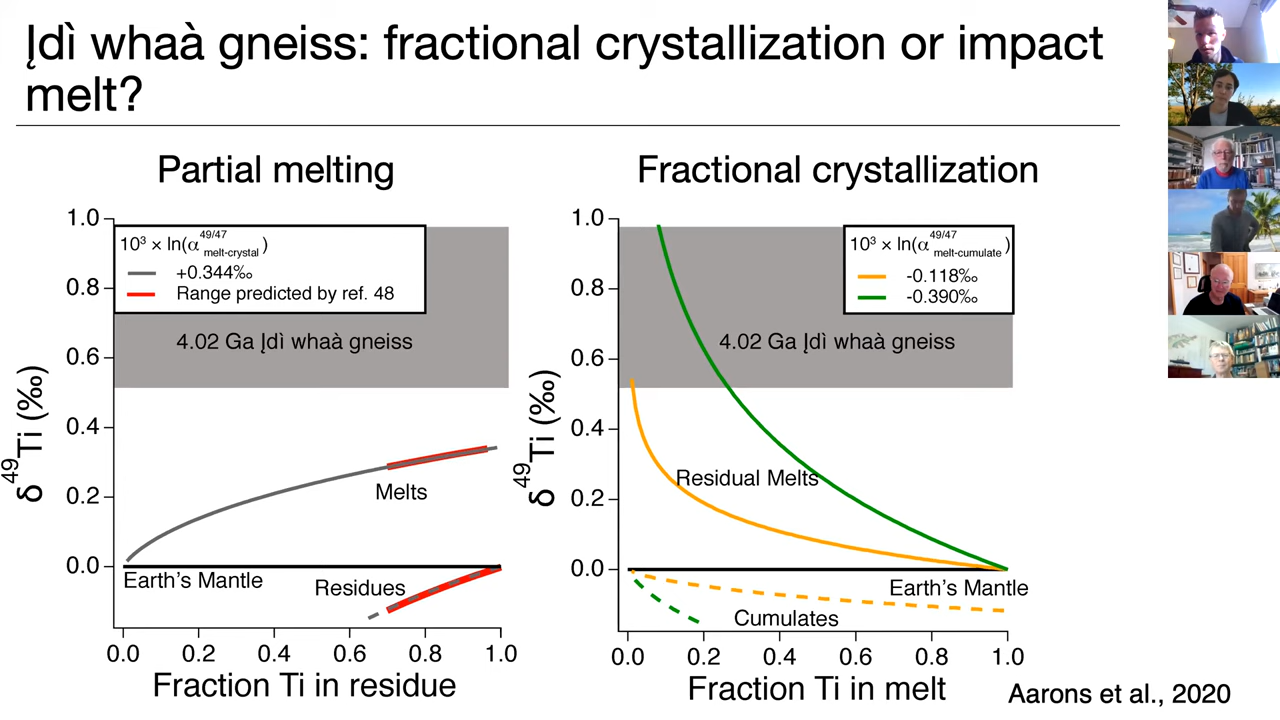 Įdì whaà gneiss: fractional crystallization or impact
melt?
Partial melting
1.0
0.8
0.6
0.4
0.2
0.0
δ⁴⁹Ti (‰)
10³ × ln(α⁴⁹/⁴⁷ melt-crystal)
+0.344‰
Range predicted by ref. 48
4.02 Ga Įdì whaà gneiss
Melts
Earth's Mantle
Residues
0.0 0.2 0.4 0.6 0.8 1.0
Fraction Ti in residue
Fractional crystallization
1.0
0.8
0.6
0.4
0.2
0.0
δ⁴⁹Ti (‰)
10³ × ln(α⁴⁹/⁴⁷ melt-cumulate)
-0.118‰
-0.390‰
4.02 Ga Įdì whaà gneiss
Residual Melts
Earth's Mantle
Cumulates
0.0 0.2 0.4 0.6 0.8 1.0
Fraction Ti in melt
Aarons et al., 2020